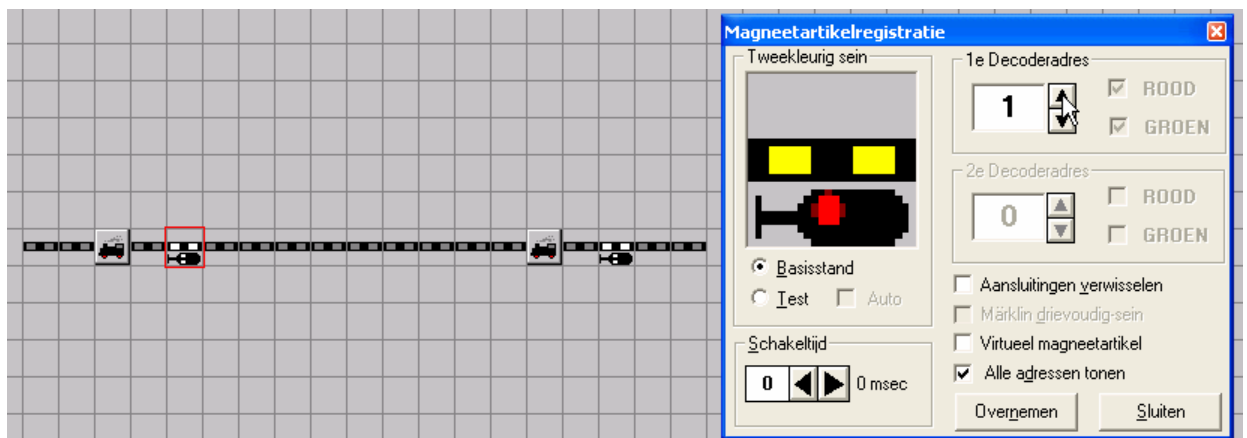 Magneetartikelregistratie
Tweekleurig sein
Basisstand
Test
Auto
Schakeltijd
0
0 msec
1e Decoderadres
1
ROOD
GROEN
2e Decoderadres
0
ROOD
GROEN
Aansluitingen verwisselen
Märklin drievoudig-sein
Virtueel magneetartikel
Alle adressen tonen
Overnemen
Sluiten